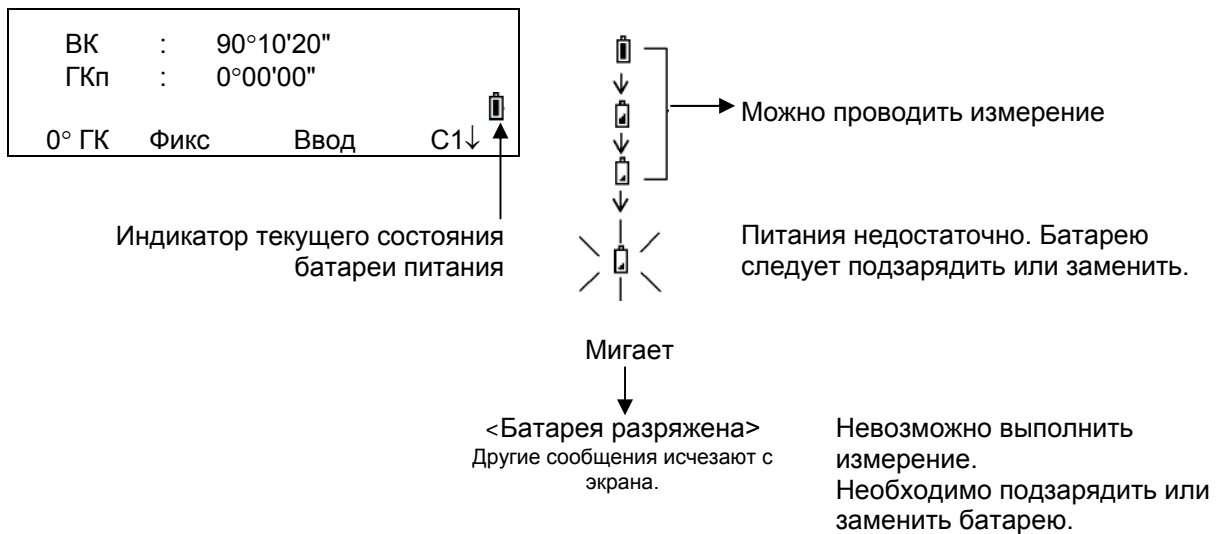 ВК : 90°10'20"
ГКп : 0°00'00"
0° ГК Фикс Ввод С1↓
Индикатор текущего состояния
батареи питания
Можно проводить измерение
Питания недостаточно. Батарею
следует подзарядить или заменить.
Мигает
<Батарея разряжена>
Другие сообщения исчезают с
экрана.
Невозможно выполнить
измерение.
Необходимо подзарядить или
заменить батарею.